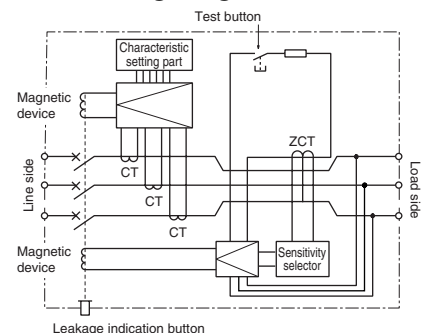 Test button
Characteristic
setting part
Magnetic
device
ZCT
CT
CT
CT
Line side
Load side
Magnetic
device
Sensitivity
selector
Leakage indication button